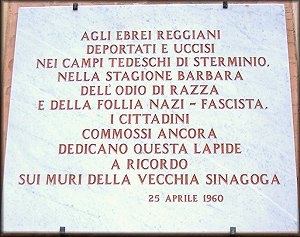 AGLI EBREI REGGIANI
DEPORTATI E UCCISI
NEI CAMPI TEDESCHI DI STERMINIO,
NELLA STAGIONE BARBARA
DELL'ODIO DI RAZZA
E DELLA FOLLIA NAZI-FASCISTA,
I CITTADINI
COMMOSSI ANCORA
DEDICANO QUESTA LAPIDE
A RICORDO
SUI MURI DELLA VECCHIA SINAGOGA
25 APRILE 1960